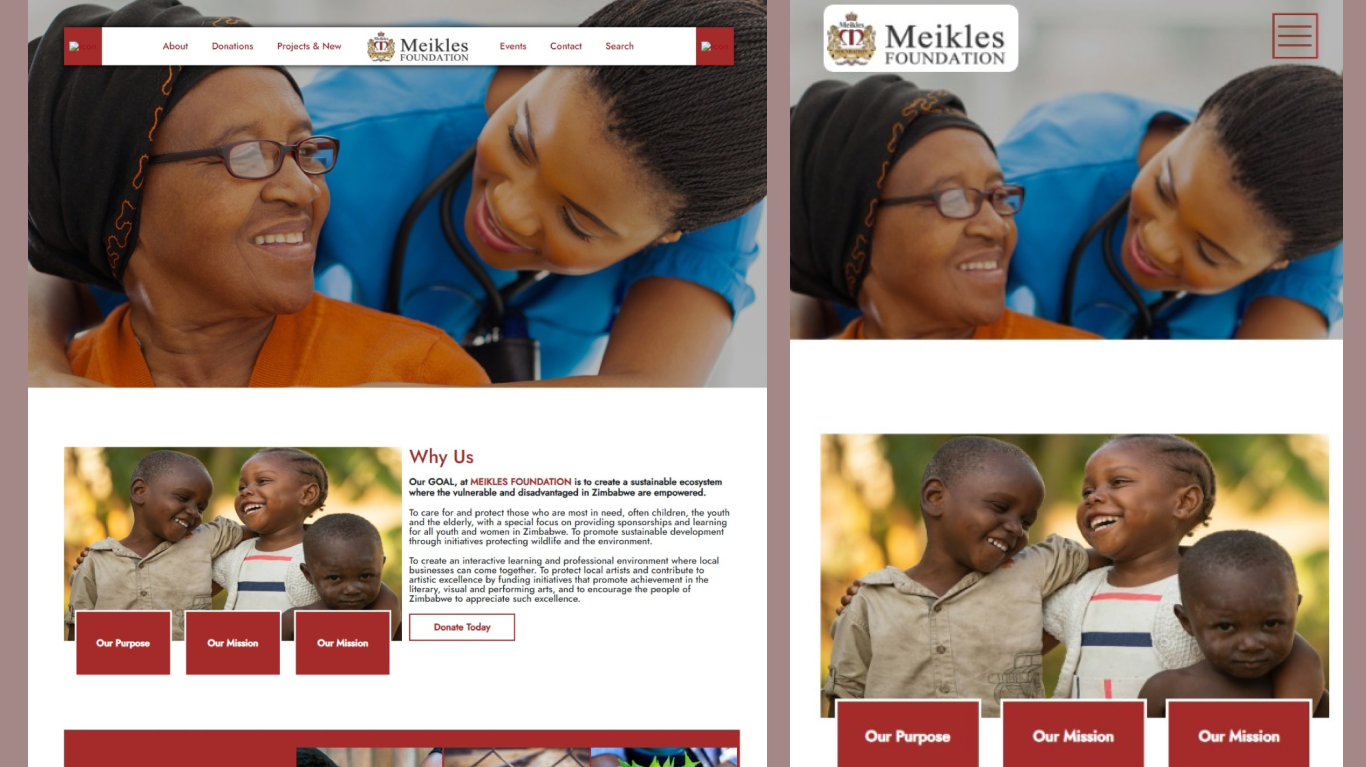 icon
About
Donations
Projects & New
Meikles
Meikles
FOUNDATION
Events
Contact
Search
icon
Why Us
Our GOAL, at MEIKLES FOUNDATION is to create a sustainable ecosystem
where the vulnerable and disadvantaged in Zimbabwe are empowered.
To care for and protect those who are most in need, often children, the youth
and the elderly, with a special focus on providing sponsorships and learning
for all youth and women in Zimbabwe. To promote sustainable development
through initiatives protecting wildlife and the environment.
To create an interactive learning and professional environment where local
businesses can come together. To protect local artists and contribute to
artistic excellence by funding initiatives that promote achievement in the
literary, visual and performing arts, and to encourage the people of
Zimbabwe to appreciate such excellence.
Donate Today
Our Purpose
Our Mission
Our Mission
Meikles
Meikles
FOUNDATION
Our Purpose
Our Mission
Our Mission